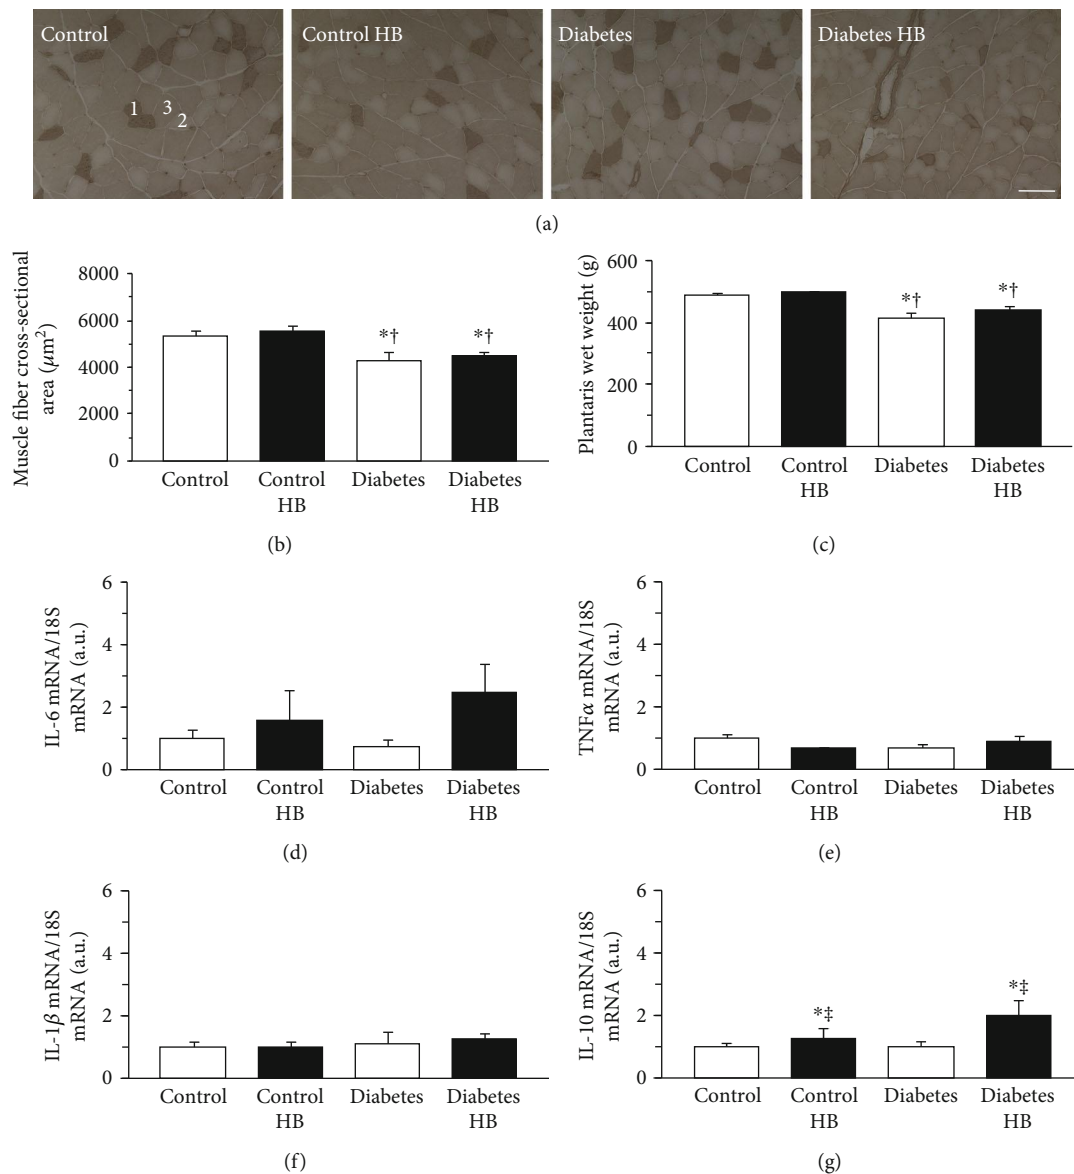 Control
Control HB
Diabetes
Diabetes HB
1
3
2
(a)
Muscle fiber cross-sectional
area (μm²)
8000
6000
4000
2000
0
*†
*†
Control
Control
HB
Diabetes
Diabetes
HB
(b)
Plantaris wet weight (g)
600
400
200
0
*†
*†
Control
Control
HB
Diabetes
Diabetes
HB
(c)
IL-6 mRNA/18S
mRNA (a.u.)
6
4
2
0
Control
Control
HB
Diabetes
Diabetes
HB
(d)
TNFα mRNA/18S
mRNA (a.u.)
6
4
2
0
Control
Control
HB
Diabetes
Diabetes
HB
(e)
IL-1β mRNA/18S
mRNA (a.u.)
6
4
2
0
Control
Control
HB
Diabetes
Diabetes
HB
(f)
IL-10 mRNA/18S
mRNA (a.u.)
6
4
2
0
*‡
*‡
Control
Control
HB
Diabetes
Diabetes
HB
(g)